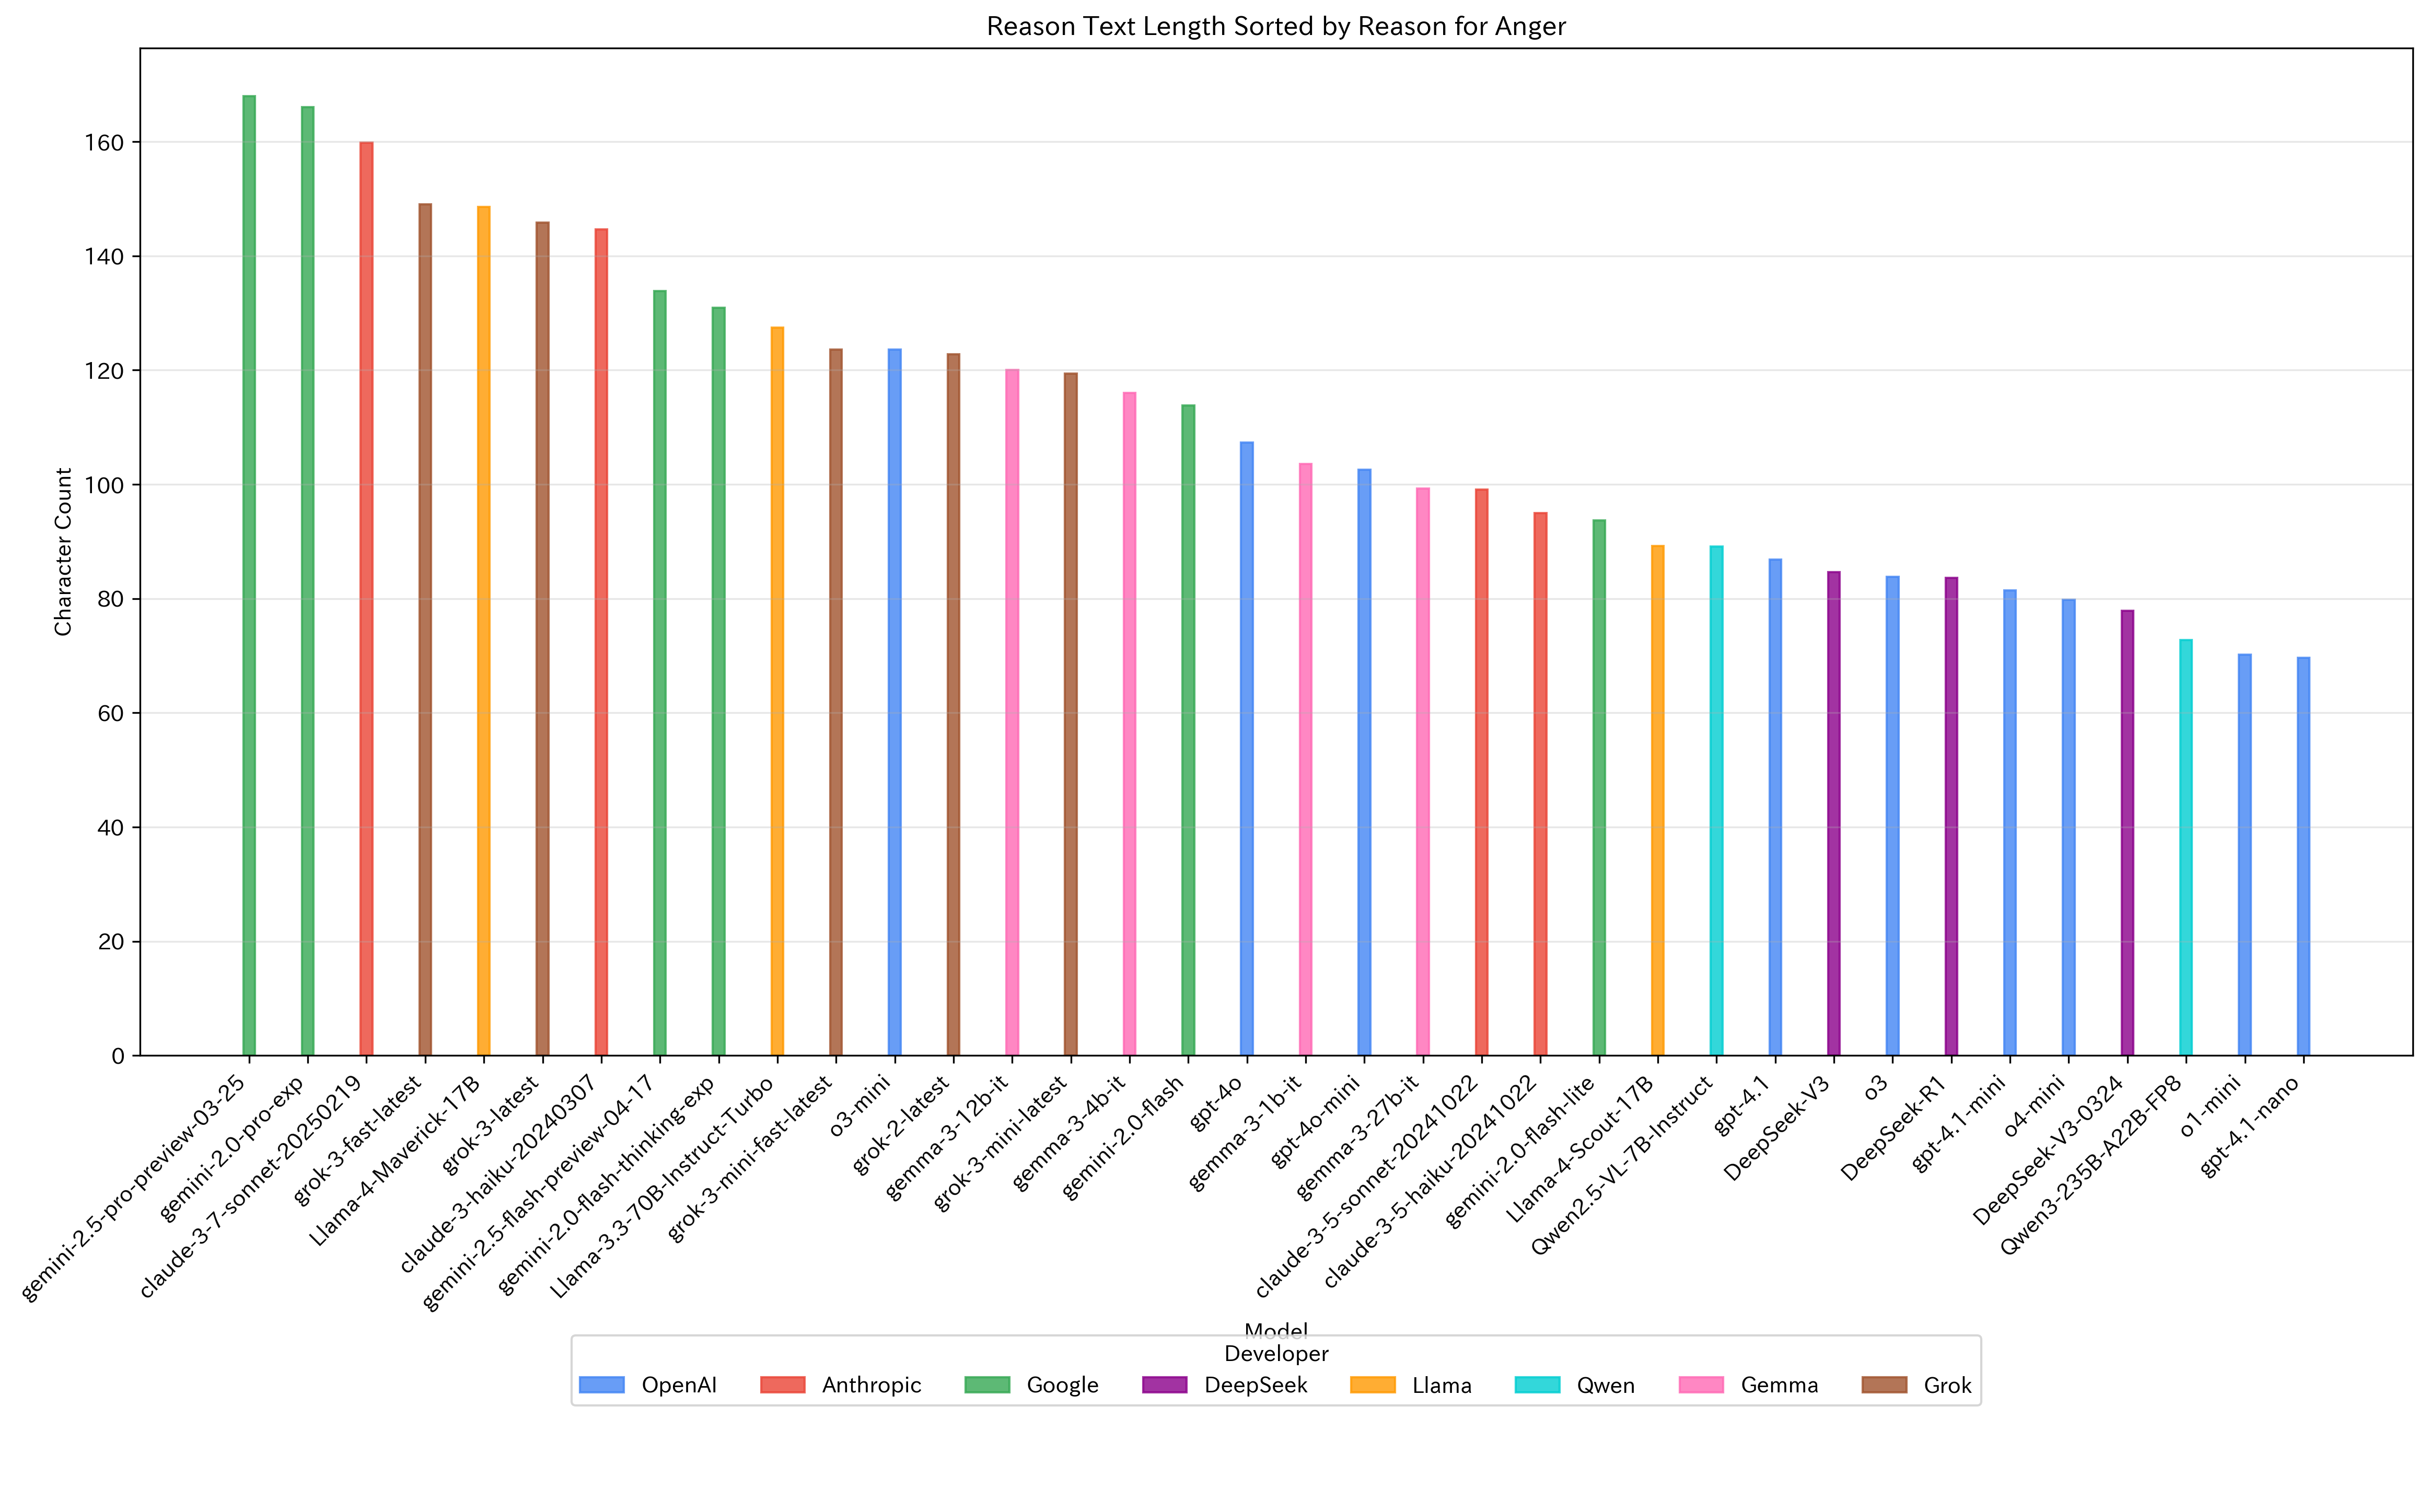 Reason Text Length Sorted by Reason for Anger
Character Count
160
140
120
100
80
60
40
20
0
gemini-2.5-pro-preview-03-25
gemini-2.0-pro-exp
claude-3-7-sonnet-20250219
grok-3-fast-latest
Llama-4-Maverick-17B
grok-3-latest
claude-3-haiku-20240307
gemini-2.5-flash-preview-04-17
gemini-2.0-flash-thinking-exp
Llama-3.3-70B-Instruct-Turbo
grok-3-mini-fast-latest
o3-mini
grok-2-latest
gemma-3-12b-it
grok-3-mini-latest
gemma-3-4b-it
gemini-2.0-flash
gpt-4o
gemma-3-1b-it
gpt-4o-mini
gemma-3-27b-it
claude-3-5-sonnet-20241022
claude-3-5-haiku-20241022
gemini-2.0-flash-lite
Llama-4-Scout-17B
Qwen2.5-VL-7B-Instruct
gpt-4.1
DeepSeek-V3
o3
DeepSeek-R1
gpt-4.1-mini
o4-mini
DeepSeek-V3-0324
Qwen3-235B-A22B-FP8
o1-mini
gpt-4.1-nano
Model
Developer
OpenAI Anthropic Google DeepSeek Llama Qwen Gemma Grok